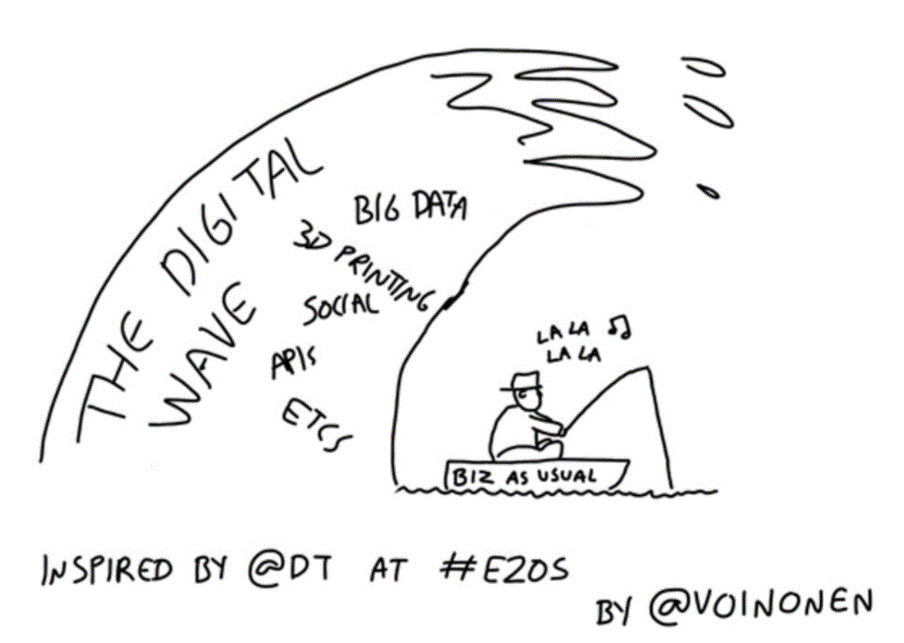 THE DIGITAL
WAVE
BIG DATA
3D PRINTING
SOCIAL
APIs
ETCS
LA LA ♫
LA LA
BIZ AS USUAL
INSPIRED BY @DT AT #E20S
BY @VOINONEN